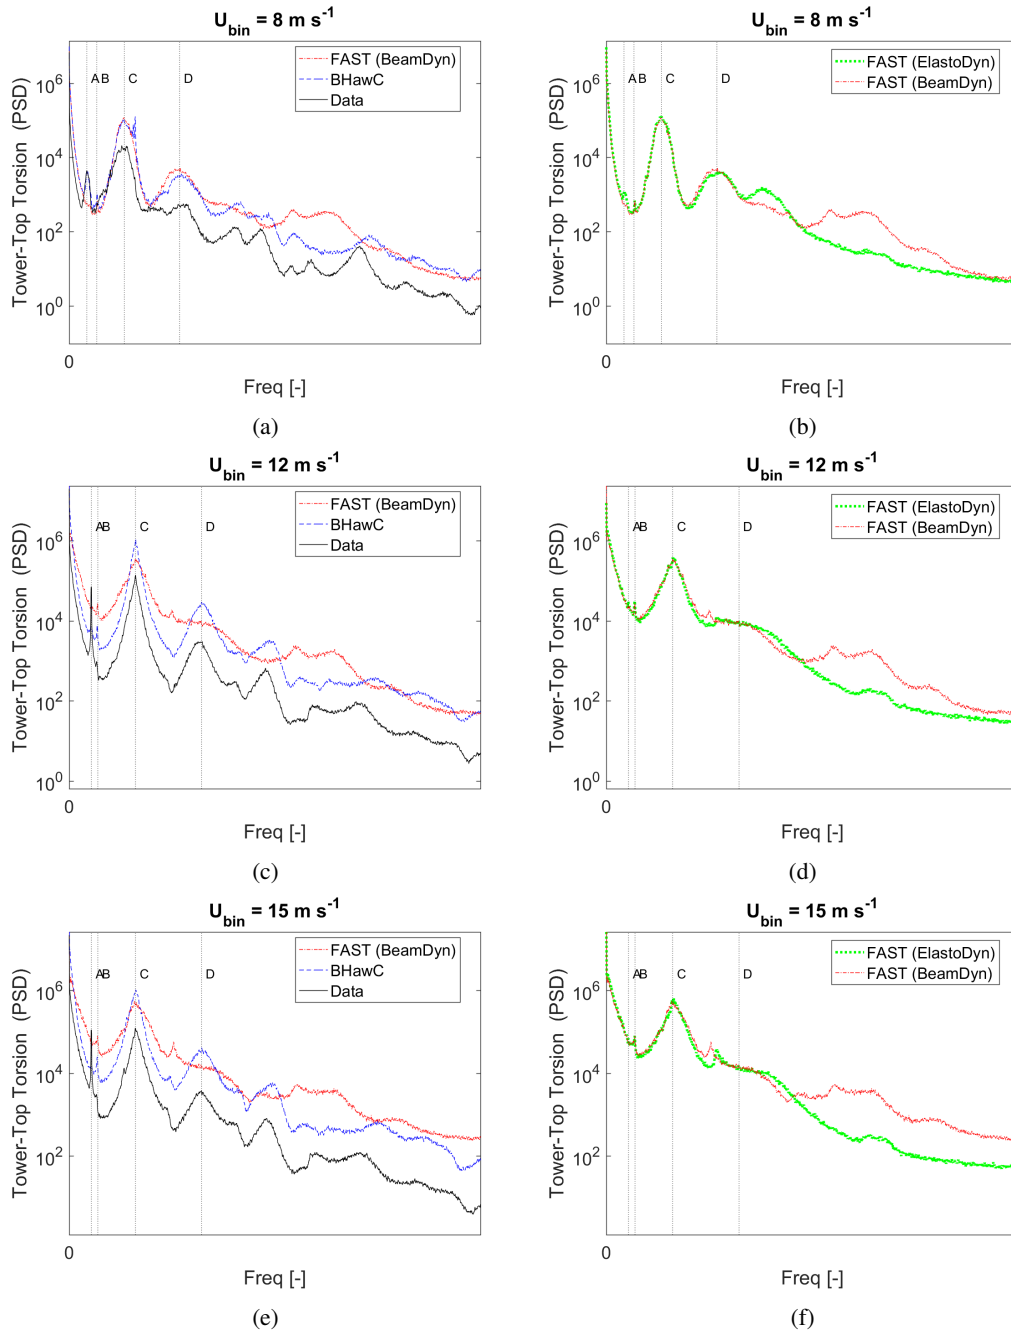 U_bin = 8 m s^-1
Tower-Top Torsion (PSD)
10^6
10^4
10^2
10^0
A B C D
FAST (BeamDyn)
BHawC
Data
0
Freq [-]
(a)
U_bin = 8 m s^-1
Tower-Top Torsion (PSD)
10^6
10^4
10^2
10^0
A B C D
FAST (ElastoDyn)
FAST (BeamDyn)
0
Freq [-]
(b)
U_bin = 12 m s^-1
Tower-Top Torsion (PSD)
10^6
10^4
10^2
10^0
A B C D
FAST (BeamDyn)
BHawC
Data
0
Freq [-]
(c)
U_bin = 12 m s^-1
Tower-Top Torsion (PSD)
10^6
10^4
10^2
10^0
A B C D
FAST (ElastoDyn)
FAST (BeamDyn)
0
Freq [-]
(d)
U_bin = 15 m s^-1
Tower-Top Torsion (PSD)
10^6
10^4
10^2
A B C D
FAST (BeamDyn)
BHawC
Data
0
Freq [-]
(e)
U_bin = 15 m s^-1
Tower-Top Torsion (PSD)
10^6
10^4
10^2
A B C D
FAST (ElastoDyn)
FAST (BeamDyn)
0
Freq [-]
(f)